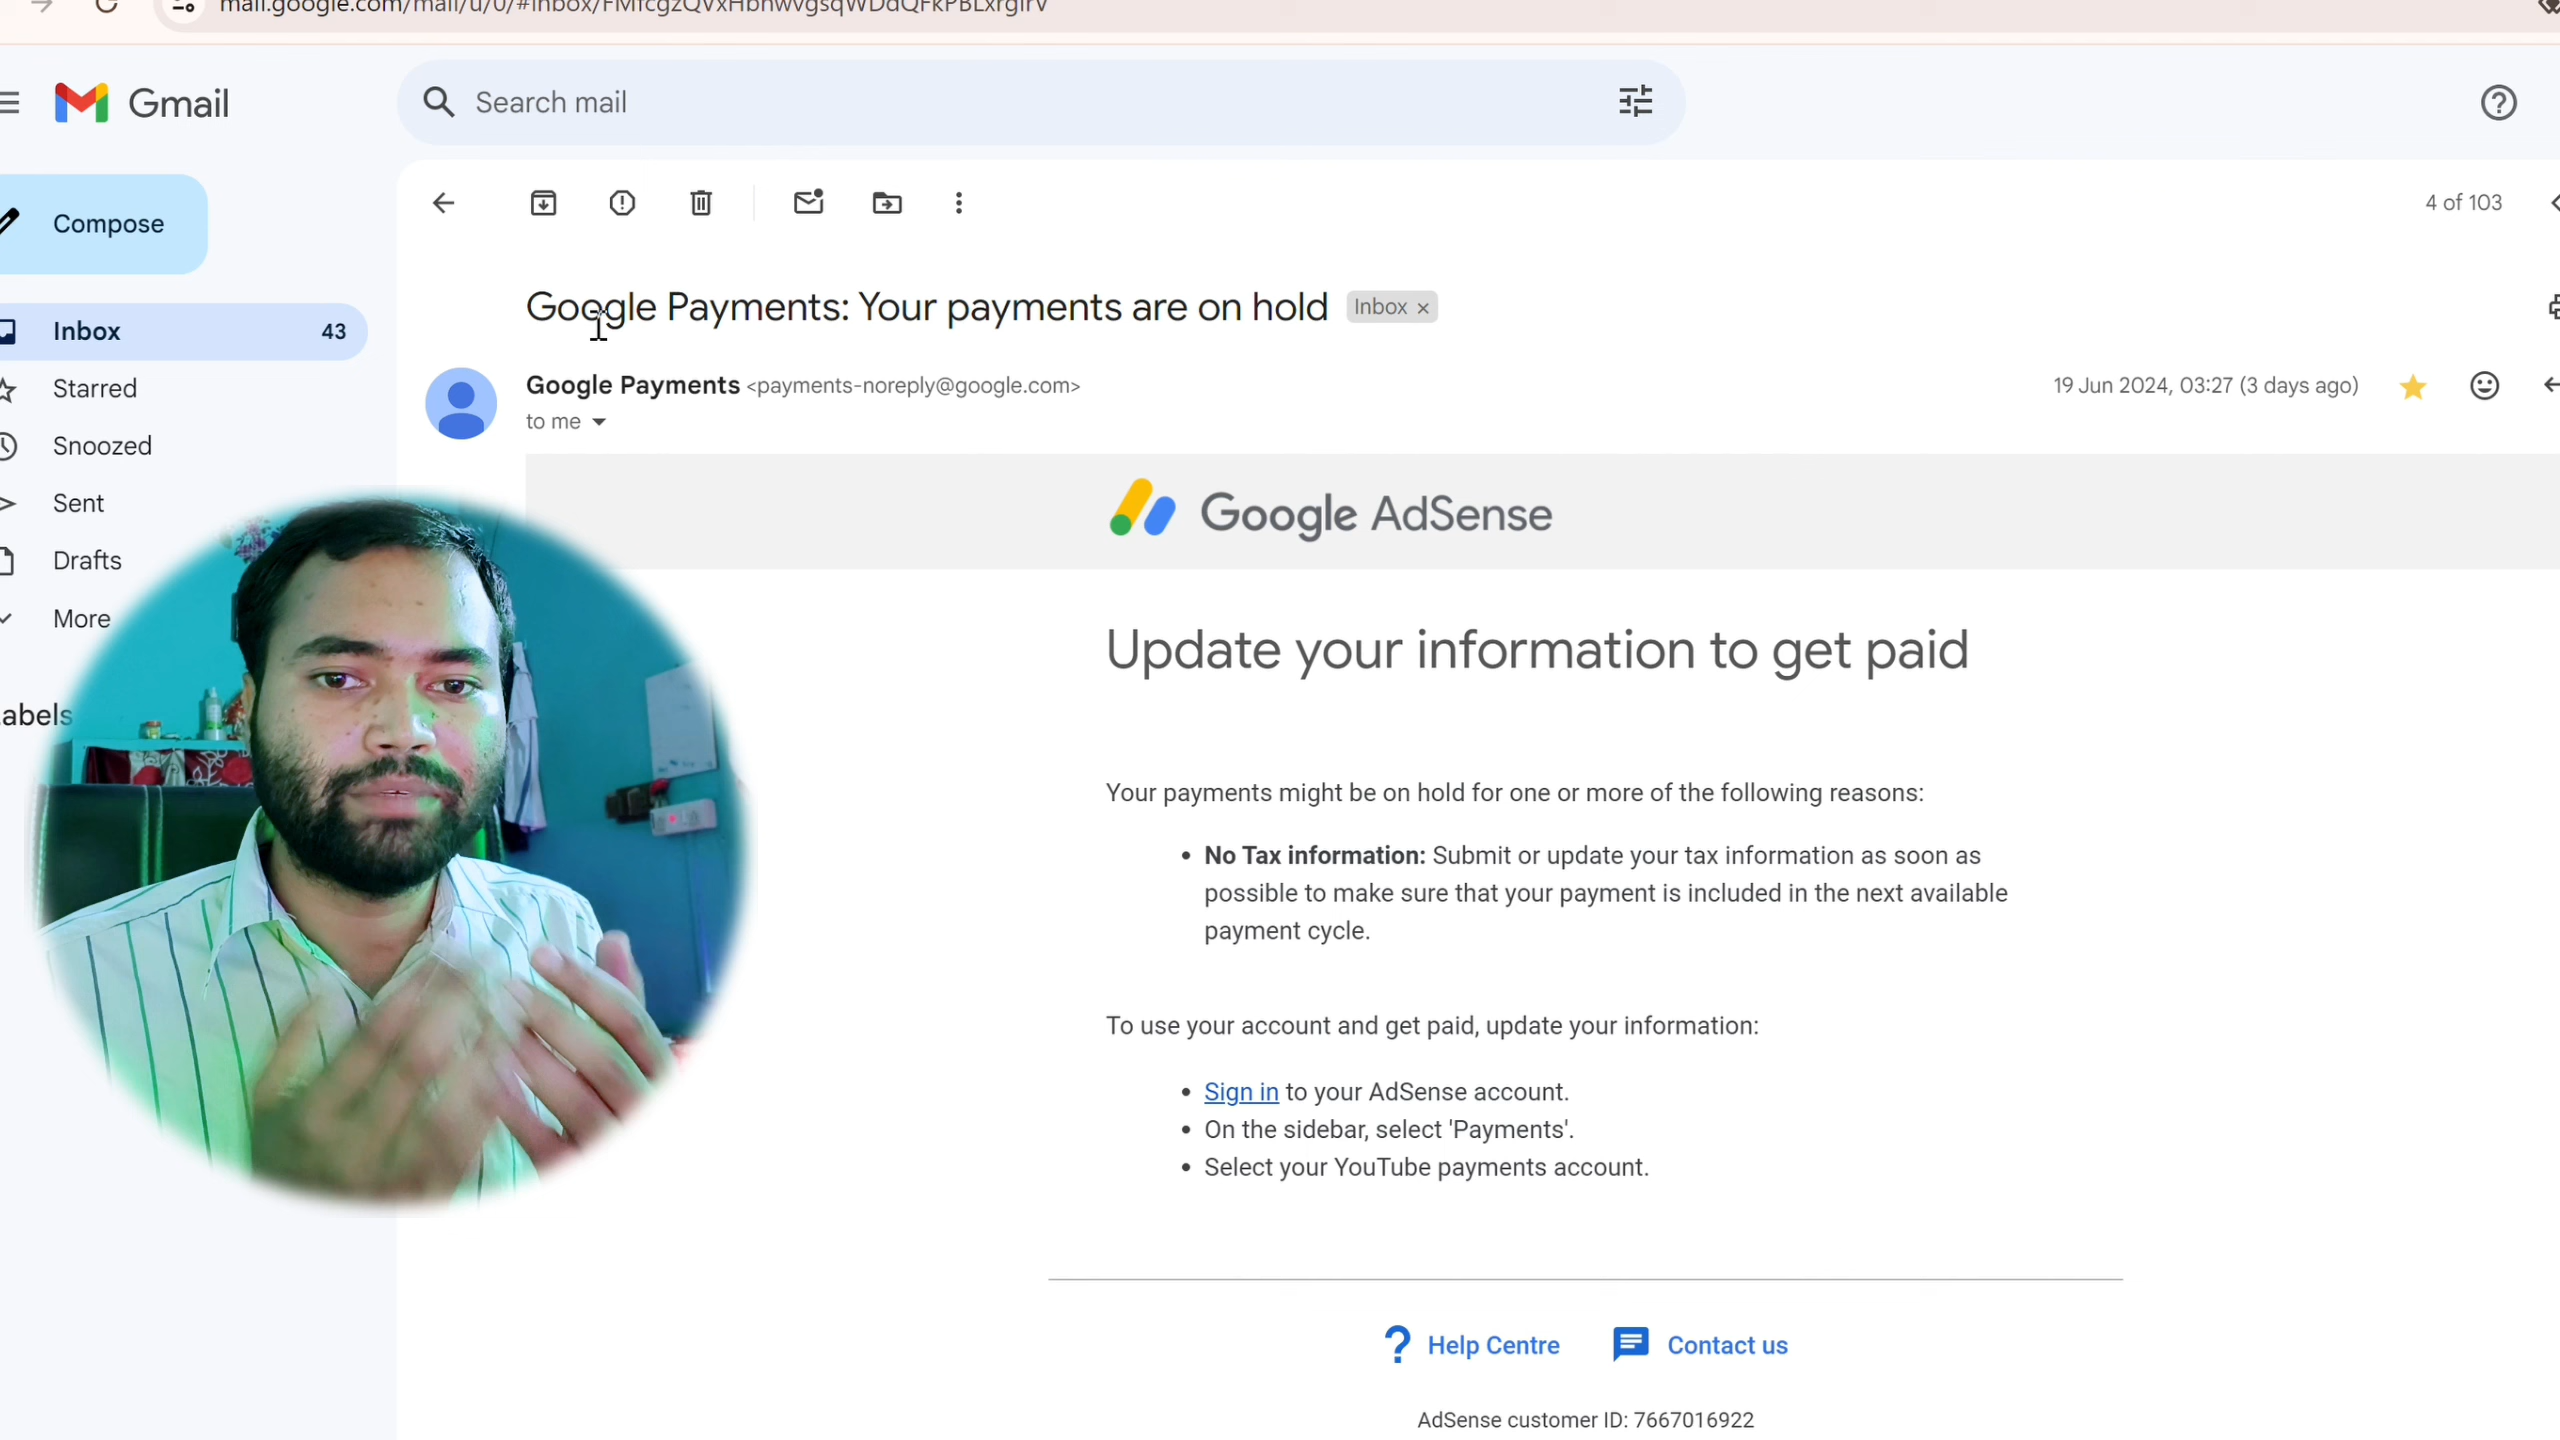 Gmail
Search mail
Compose
4 of 103
Google Payments: Your payments are on hold Inbox ×
Inbox 43
Google Payments <payments-noreply@google.com> 19 Jun 2024, 03:27 (3 days ago)
to me
Starred
Snoozed
Sent
Drafts
More
Google AdSense
Update your information to get paid
Your payments might be on hold for one or more of the following reasons:
• No Tax information: Submit or update your tax information as soon as
possible to make sure that your payment is included in the next available
payment cycle.
To use your account and get paid, update your information:
• Sign in to your AdSense account.
• On the sidebar, select 'Payments'.
• Select your YouTube payments account.
Help Centre Contact us
AdSense customer ID: 7667016922